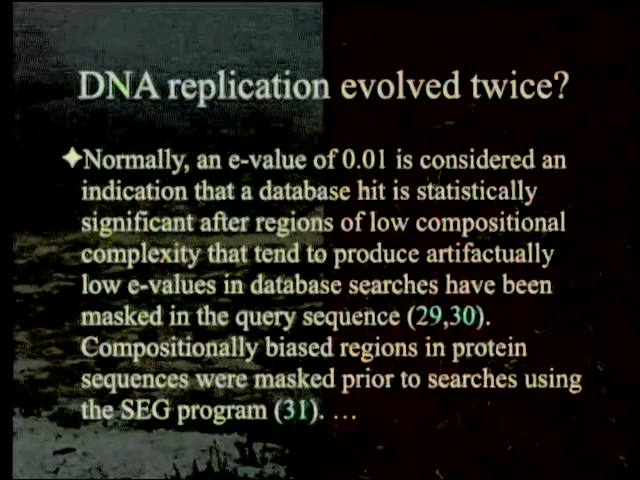 DNA replication evolved twice?
Normally, an e-value of 0.01 is considered an
indication that a database hit is statistically
significant after regions of low compositional
complexity that tend to produce artifactually
low e-values in database searches have been
masked in the query sequence (29,30).
Compositionally biased regions in protein
sequences were masked prior to searches using
the SEG program (31). …